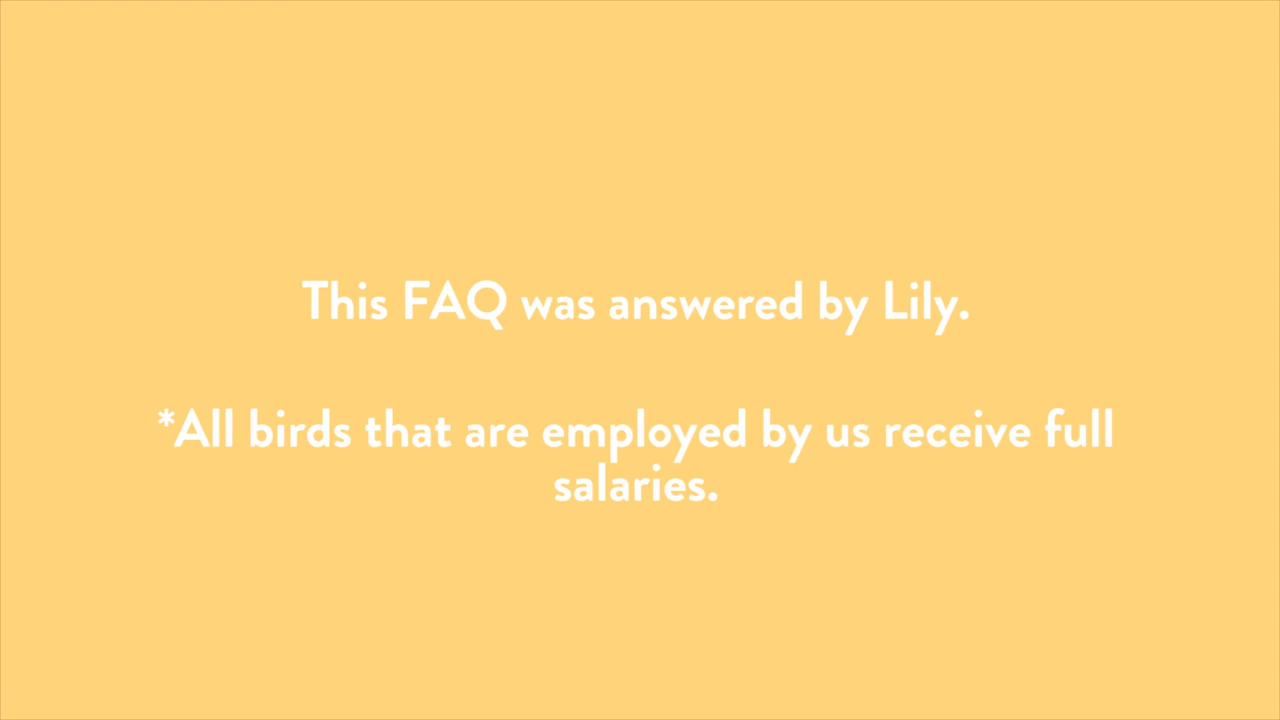 This FAQ was answered by Lily.
*All birds that are employed by us receive full
salaries.